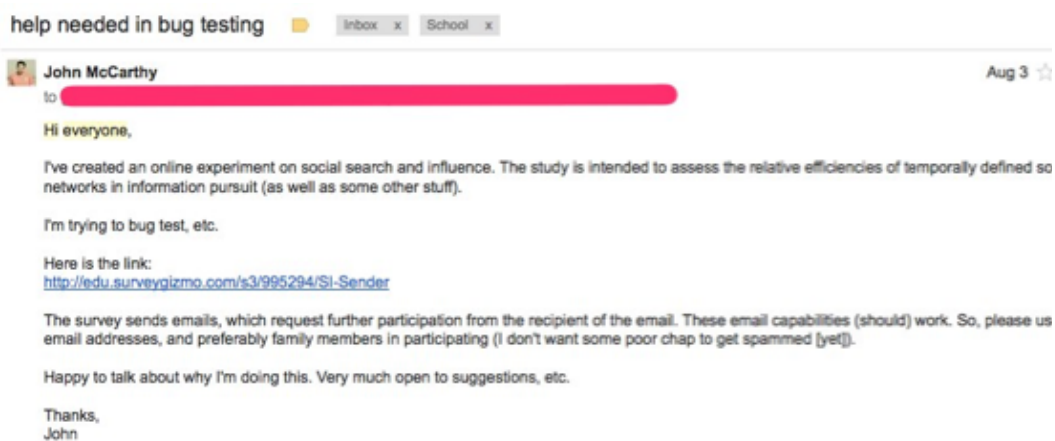 help needed in bug testing Inbox x School x
John McCarthy Aug 3
to
Hi everyone,
I've created an online experiment on social search and influence. The study is intended to assess the relative efficiencies of temporally defined so
networks in information pursuit (as well as some other stuff).
I'm trying to bug test, etc.
Here is the link:
http://edu.surveygizmo.com/s3/995294/SI-Sender
The survey sends emails, which request further participation from the recipient of the email. These email capabilities (should) work. So, please us
email addresses, and preferably family members in participating (I don't want some poor chap to get spammed [yet]).
Happy to talk about why I'm doing this. Very much open to suggestions, etc.
Thanks,
John